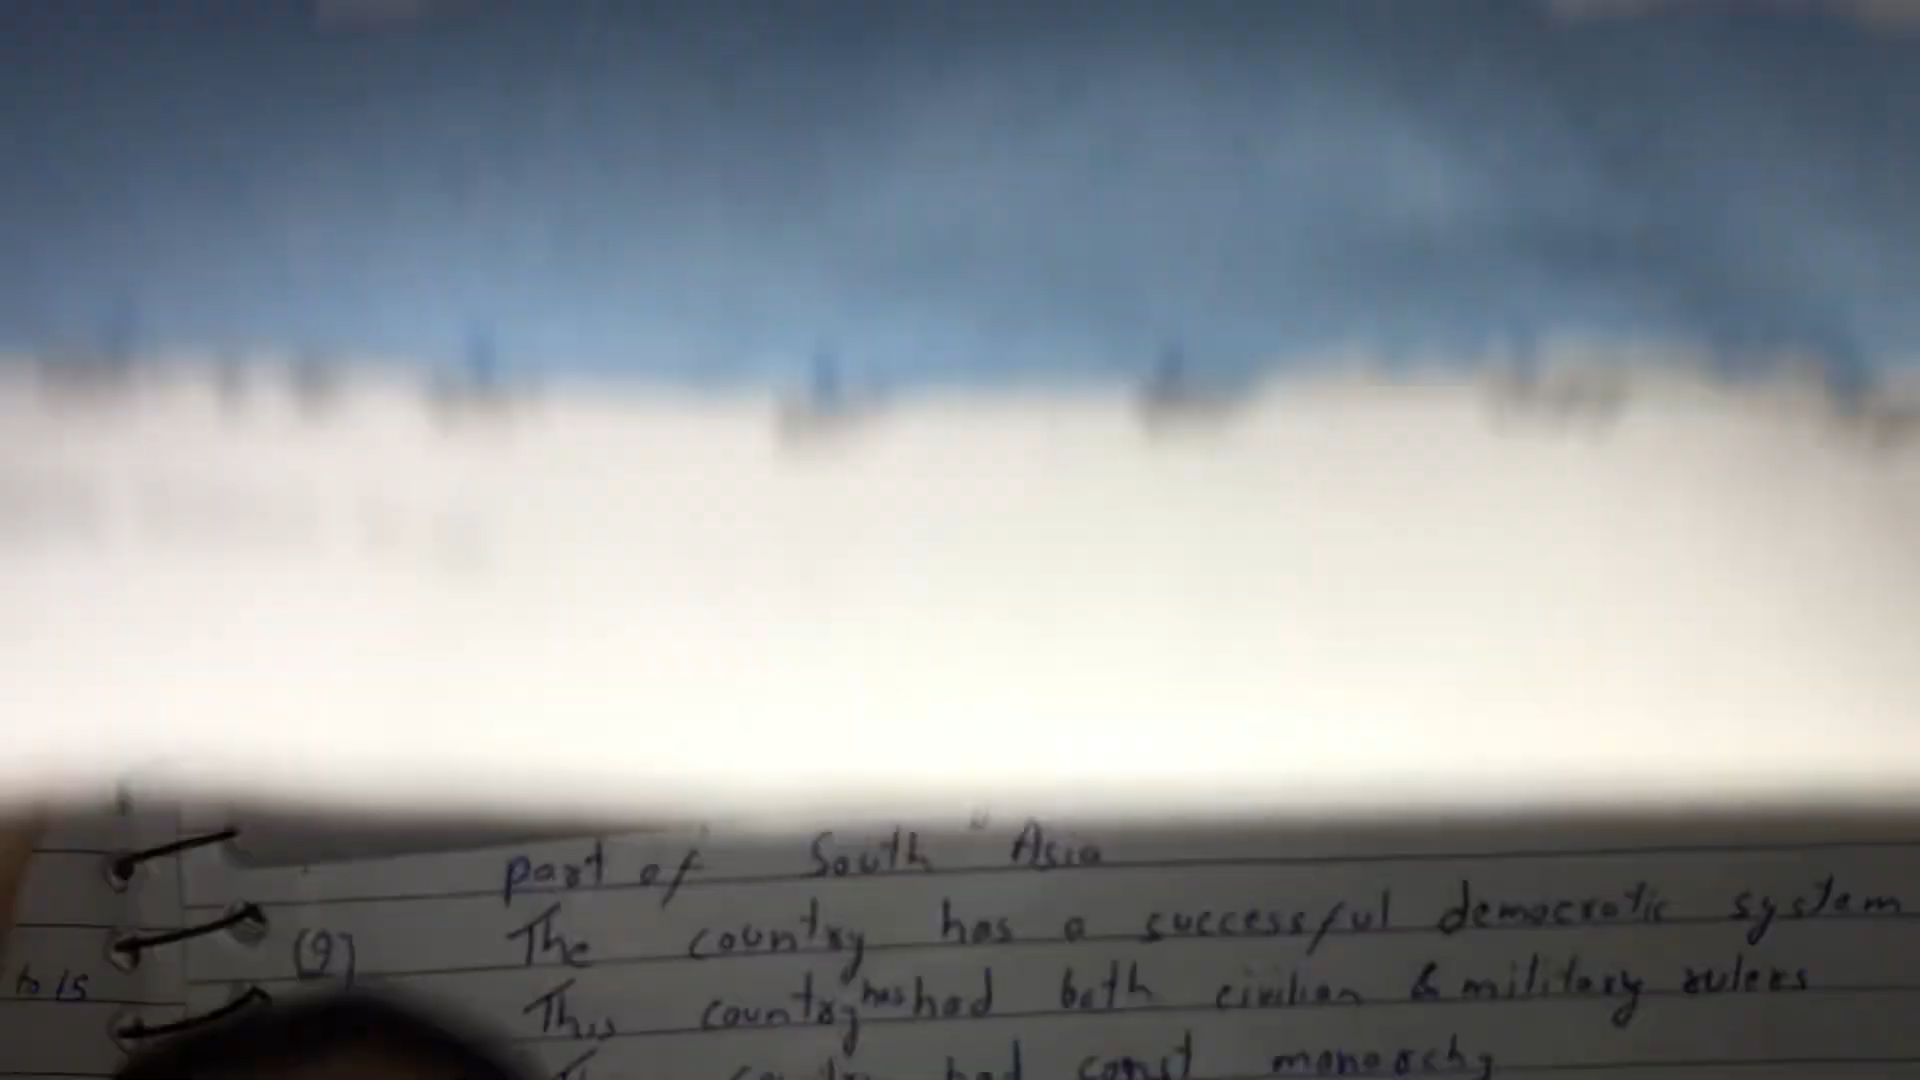 part of South Asia
(9) The country has a successful democratic system
to 15
This country has had both civilian & military rulers
had const monarchy